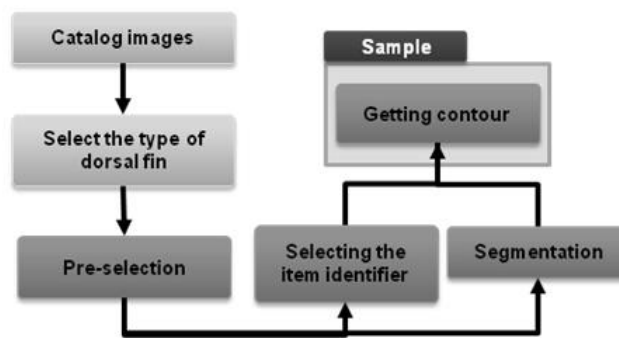 Catalog images
Select the type of
dorsal fin
Pre-selection
Sample
Getting contour
Selecting the
item identifier
Segmentation